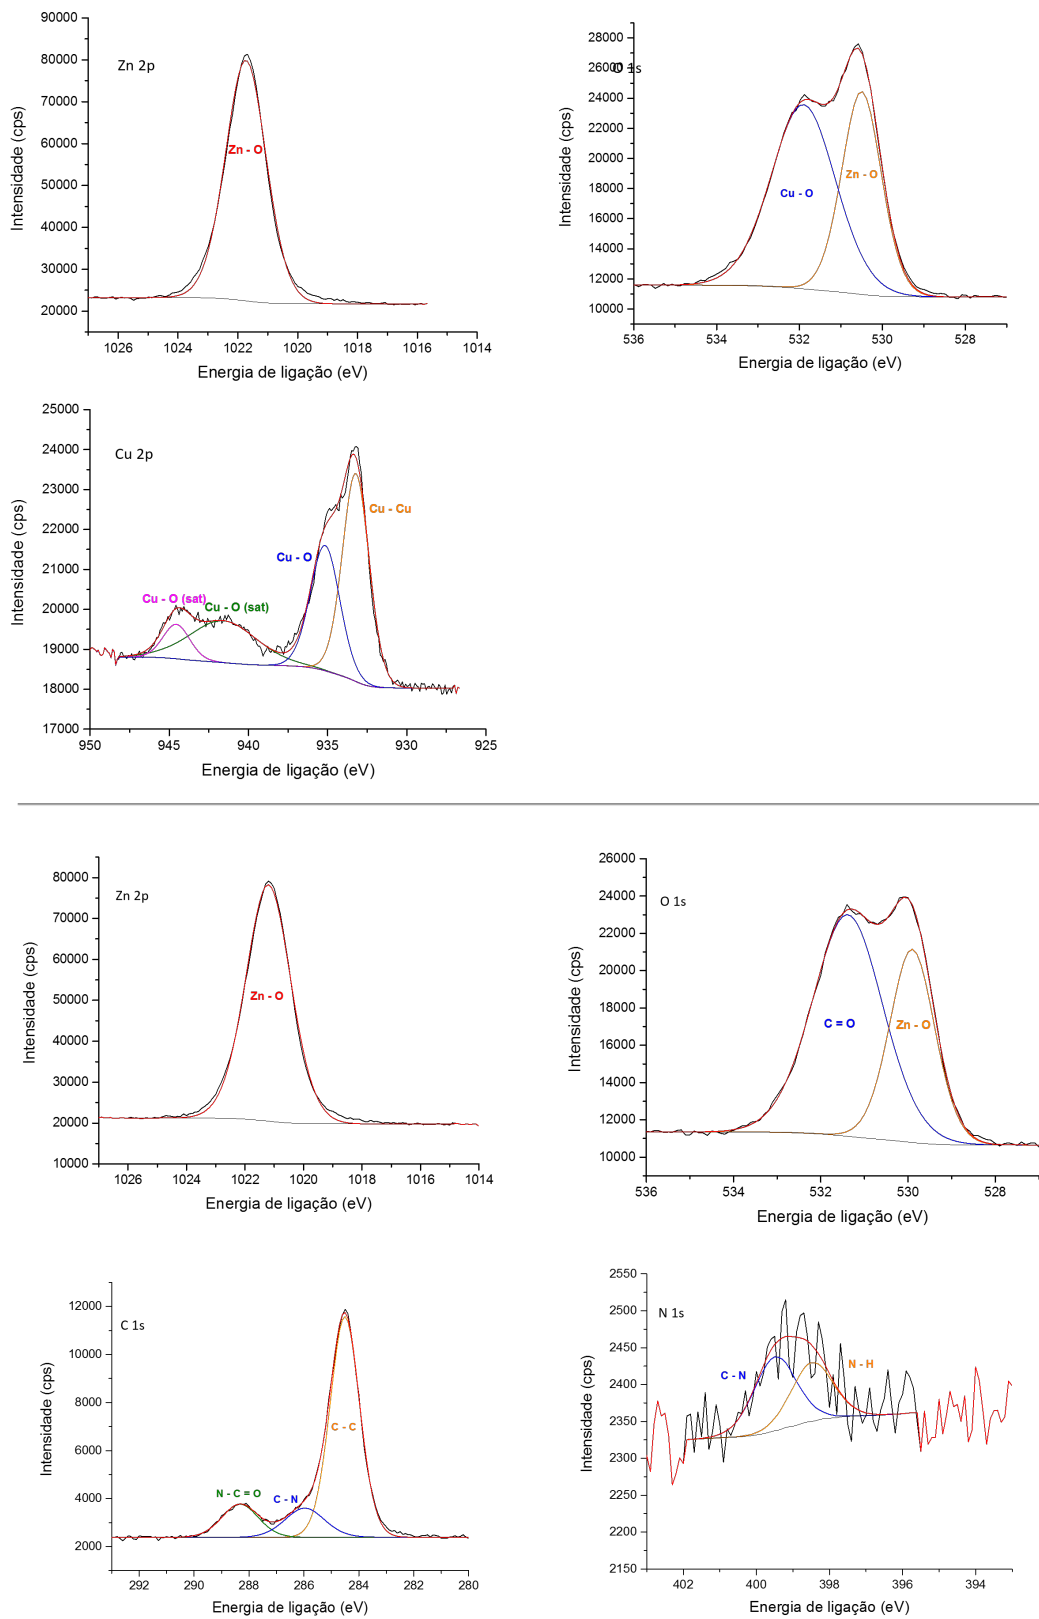 Zn 2p
Zn - O
Intensidade (cps)
90000
80000
70000
60000
50000
40000
30000
20000
1026 1024 1022 1020 1018 1016 1014
Energia de ligação (eV)
O 1s
Cu - O
Zn - O
Intensidade (cps)
28000
26000
24000
22000
20000
18000
16000
14000
12000
10000
536 534 532 530 528
Energia de ligação (eV)
Cu 2p
Cu - Cu
Cu - O
Cu - O (sat)
Cu - O (sat)
Intensidade (cps)
25000
24000
23000
22000
21000
20000
19000
18000
17000
950 945 940 935 930 925
Energia de ligação (eV)
Zn 2p
Zn - O
Intensidade (cps)
80000
70000
60000
50000
40000
30000
20000
10000
1026 1024 1022 1020 1018 1016 1014
Energia de ligação (eV)
O 1s
C = O
Zn - O
Intensidade (cps)
26000
24000
22000
20000
18000
16000
14000
12000
10000
536 534 532 530 528
Energia de ligação (eV)
C 1s
C - C
N - C = O
C - N
Intensidade (cps)
12000
10000
8000
6000
4000
2000
292 290 288 286 284 282 280
Energia de ligação (eV)
N 1s
C - N
N - H
Intensidade (cps)
2550
2500
2450
2400
2350
2300
2250
2200
2150
402 400 398 396 394
Energia de ligação (eV)